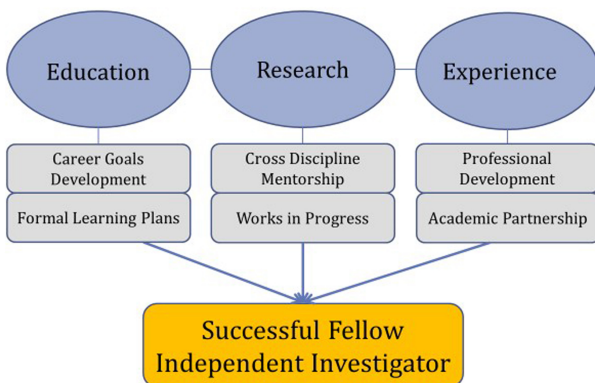 Education
Research
Experience
Career Goals
Development
Cross Discipline
Mentorship
Professional
Development
Formal Learning Plans
Works in Progress
Academic Partnership
Successful Fellow
Independent Investigator